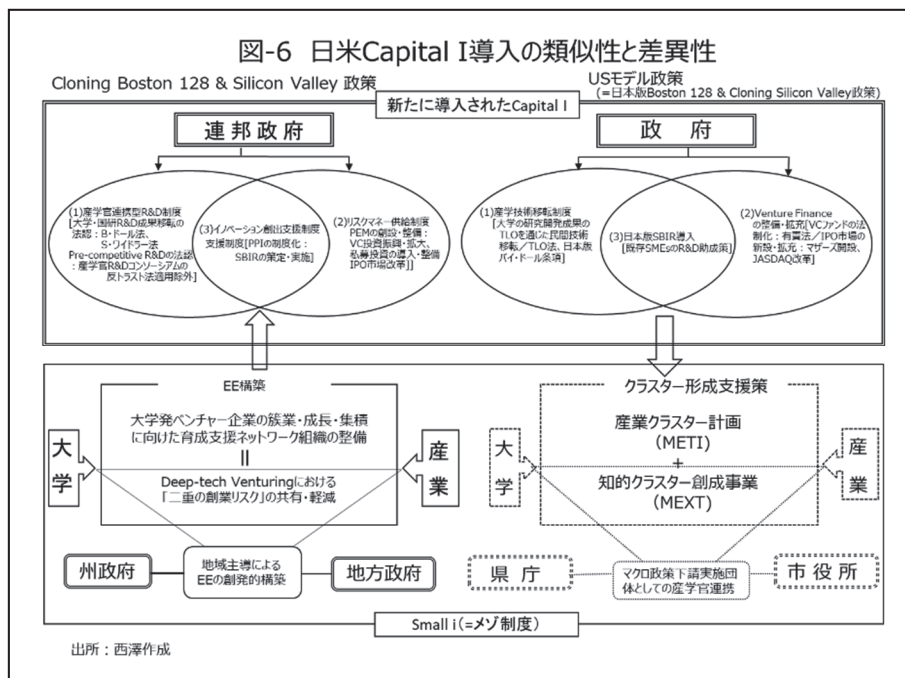 図-6 日米Capital I導入の類似性と差異性
Cloning Boston 128 & Silicon Valley 政策
USモデル政策
(=日本版Boston 128 & Cloning Silicon Valley政策)
新たに導入されたCapital I
連邦政府
(1)産学官連携型R&D制度
[大学・国研R&D成果移転の
法認：B・ドール法、
S・ワイドラー法
Pre-competitive R&Dの法認
：産学官R&Dコンソーシアムの
反トラスト法適用除外]
(3)イノベーション創出支援制度
支援制度[PPIの制度化：
SBIRの策定・実施]
(2)リスクマネー供給制度
PEMの創設・整備：
VC投資振興・拡大、
私募投資の導入・整備
IPO市場改革]]
政 府
(1)産学技術移転制度
[大学の研究開発成果の
TLOを通じた民間技術
移転／TLO法、日本版
バイ・ドール条項]
(3)日本版SBIR導入
[既存SMEsのR&D助成策]
(2)Venture Finance
の整備・拡充[VCファンドの法
制化：有責法／IPO市場の
新設・拡充：マザーズ開設、
JASDAQ改革]
EE構築
大学発ベンチャー企業の簇業・成長・集積
に向けた育成支援ネットワーク組織の整備
||
Deep-tech Venturingにおける
「二重の創業リスク」の共有・軽減
大学
産業
州政府
地域主導による
EEの創発的構築
地方政府
クラスター形成支援策
産業クラスター計画
(METI)
+
知的クラスター創成事業
(MEXT)
大学
産業
県庁
マクロ政策下請実施団
体としての産学官連携
市役所
Small i(=メゾ制度)
出所：西澤作成